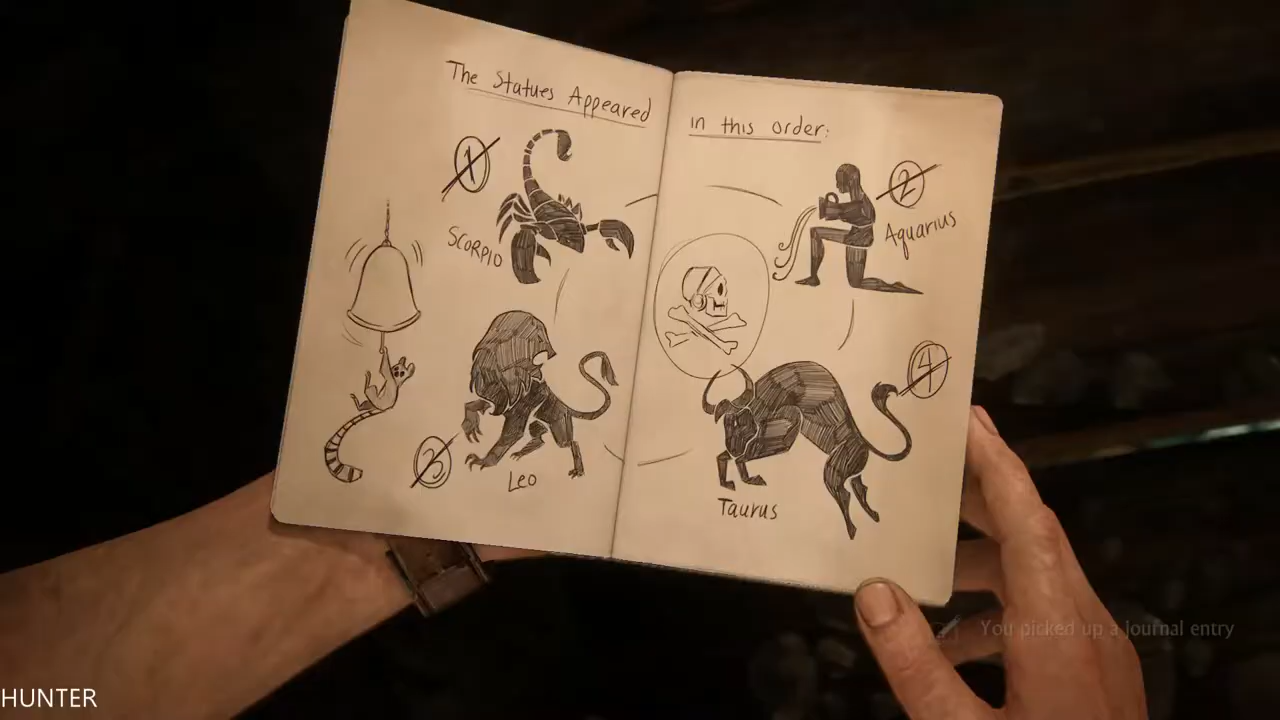 The Statues Appeared
in this order:
1
SCORPIO
2
Aquarius
3
Leo
4
Taurus
You picked up a journal entry
HUNTER